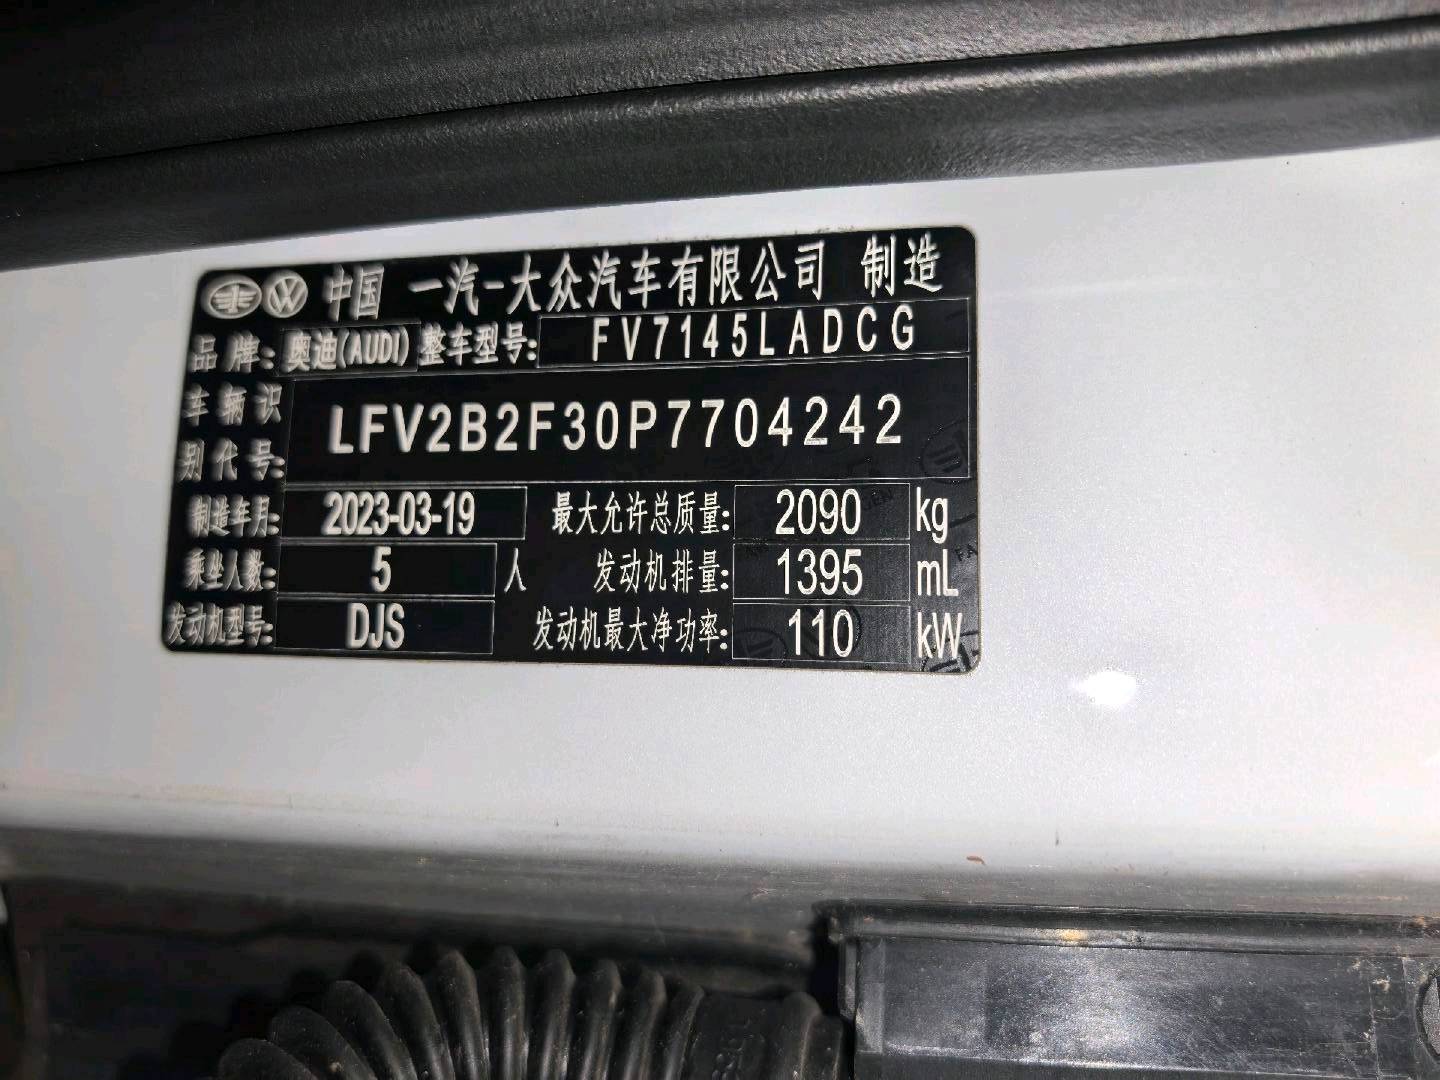 中国 一汽-大众汽车有限公司 制造
品牌: 奥迪(AUDI) 整车型号: FV7145LADCG
车辆识
别代号: LFV2B2F30P7704242
制造年月: 2023-03-19 最大允许总质量: 2090 kg
乘坐人数: 5 人 发动机排量: 1395 mL
发动机型号: DJS 发动机最大净功率: 110 kW